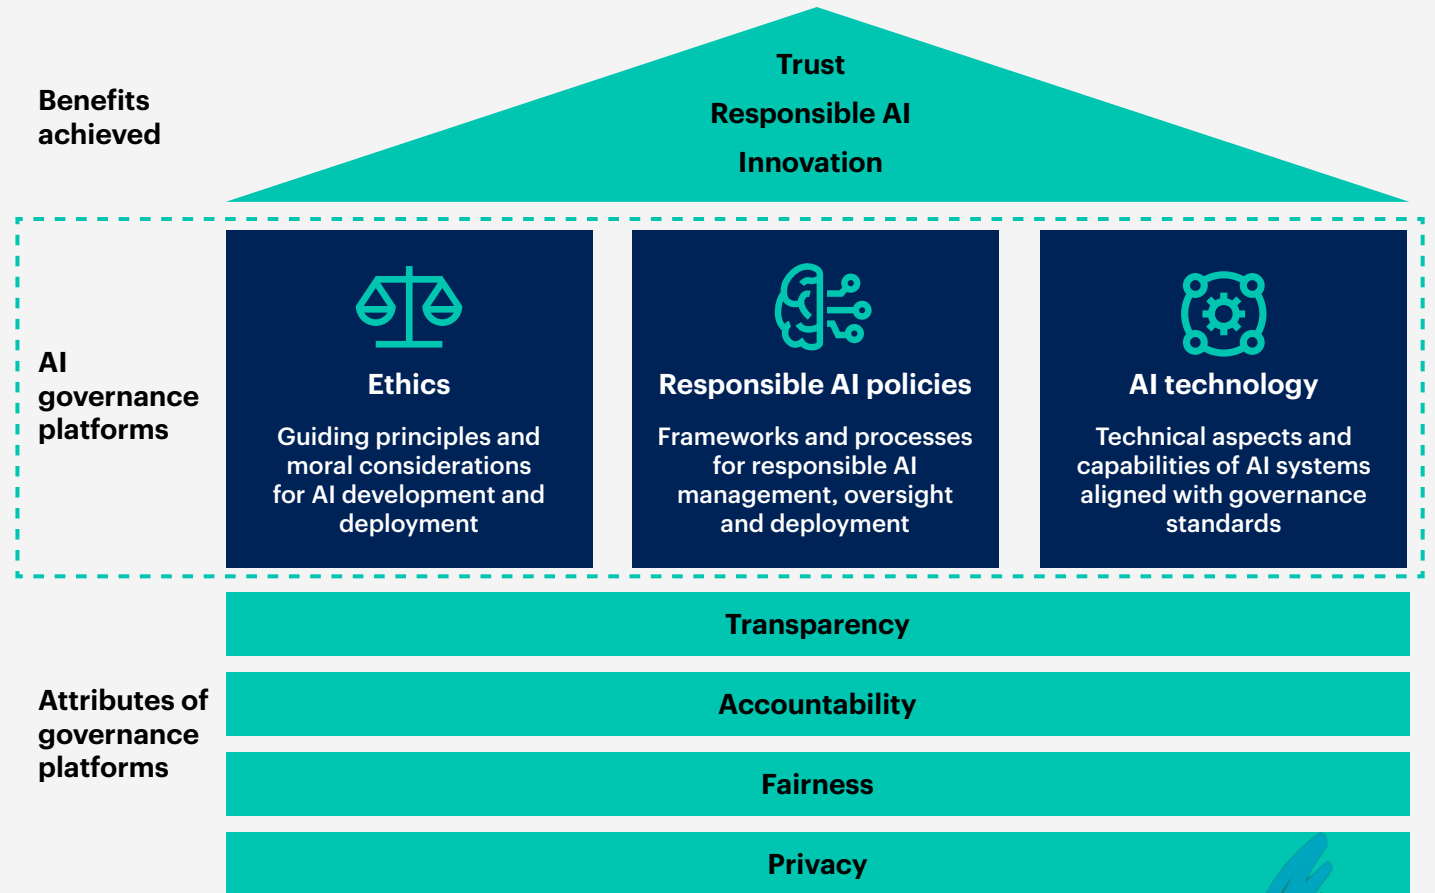 Benefits
achieved
Trust
Responsible AI
Innovation
AI
governance
platforms
Ethics
Guiding principles and
moral considerations
for AI development and
deployment
Responsible AI policies
Frameworks and processes
for responsible AI
management, oversight
and deployment
AI technology
Technical aspects and
capabilities of AI systems
aligned with governance
standards
Attributes of
governance
platforms
Transparency
Accountability
Fairness
Privacy